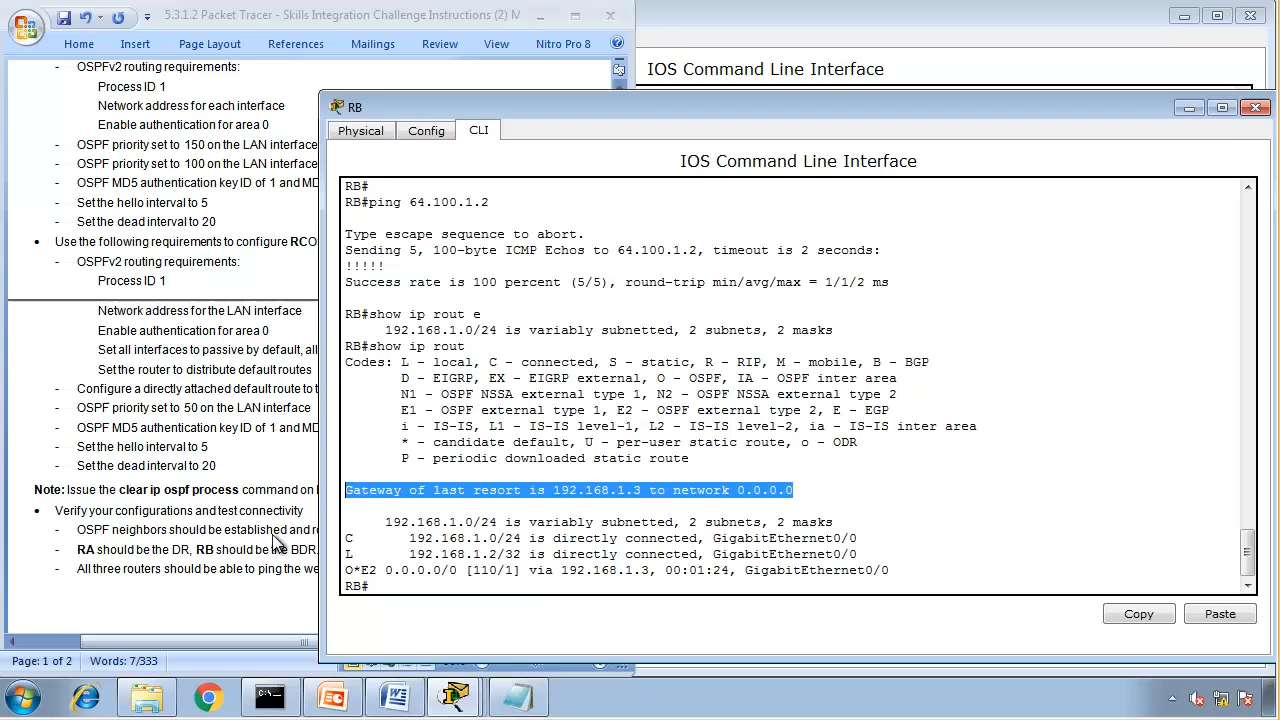 5.3.1.2 Packet Tracer - Skills Integration Challenge Instructions (2) M
Home Insert Page Layout References Mailings Review View Nitro Pro 8
- OSPFv2 routing requirements:
Process ID 1
Network address for each interface
Enable authentication for area 0
- OSPF priority set to 150 on the LAN interface
- OSPF priority set to 100 on the LAN interface
- OSPF MD5 authentication key ID of 1 and MD
- Set the hello interval to 5
- Set the dead interval to 20
• Use the following requirements to configure RCO
- OSPFv2 routing requirements:
Process ID 1
Network address for the LAN interface
Enable authentication for area 0
Set all interfaces to passive by default, all
Set the router to distribute default routes
- Configure a directly attached default route to t
- OSPF priority set to 50 on the LAN interface
- OSPF MD5 authentication key ID of 1 and MD
- Set the hello interval to 5
- Set the dead interval to 20
Note: Issue the clear ip ospf process command on
• Verify your configurations and test connectivity
- OSPF neighbors should be established and re
- RA should be the DR, RB should be the BDR.
- All three routers should be able to ping the we
Page: 1 of 2 Words: 7/333
IOS Command Line Interface
RB
Physical Config CLI
IOS Command Line Interface
RB#
RB#ping 64.100.1.2
Type escape sequence to abort.
Sending 5, 100-byte ICMP Echos to 64.100.1.2, timeout is 2 seconds:
!!!!!
Success rate is 100 percent (5/5), round-trip min/avg/max = 1/1/2 ms
RB#show ip rout e
192.168.1.0/24 is variably subnetted, 2 subnets, 2 masks
RB#show ip rout
Codes: L - local, C - connected, S - static, R - RIP, M - mobile, B - BGP
D - EIGRP, EX - EIGRP external, O - OSPF, IA - OSPF inter area
N1 - OSPF NSSA external type 1, N2 - OSPF NSSA external type 2
E1 - OSPF external type 1, E2 - OSPF external type 2, E - EGP
i - IS-IS, L1 - IS-IS level-1, L2 - IS-IS level-2, ia - IS-IS inter area
* - candidate default, U - per-user static route, o - ODR
P - periodic downloaded static route
Gateway of last resort is 192.168.1.3 to network 0.0.0.0
192.168.1.0/24 is variably subnetted, 2 subnets, 2 masks
C 192.168.1.0/24 is directly connected, GigabitEthernet0/0
L 192.168.1.2/32 is directly connected, GigabitEthernet0/0
O*E2 0.0.0.0/0 [110/1] via 192.168.1.3, 00:01:24, GigabitEthernet0/0
RB#
Copy Paste